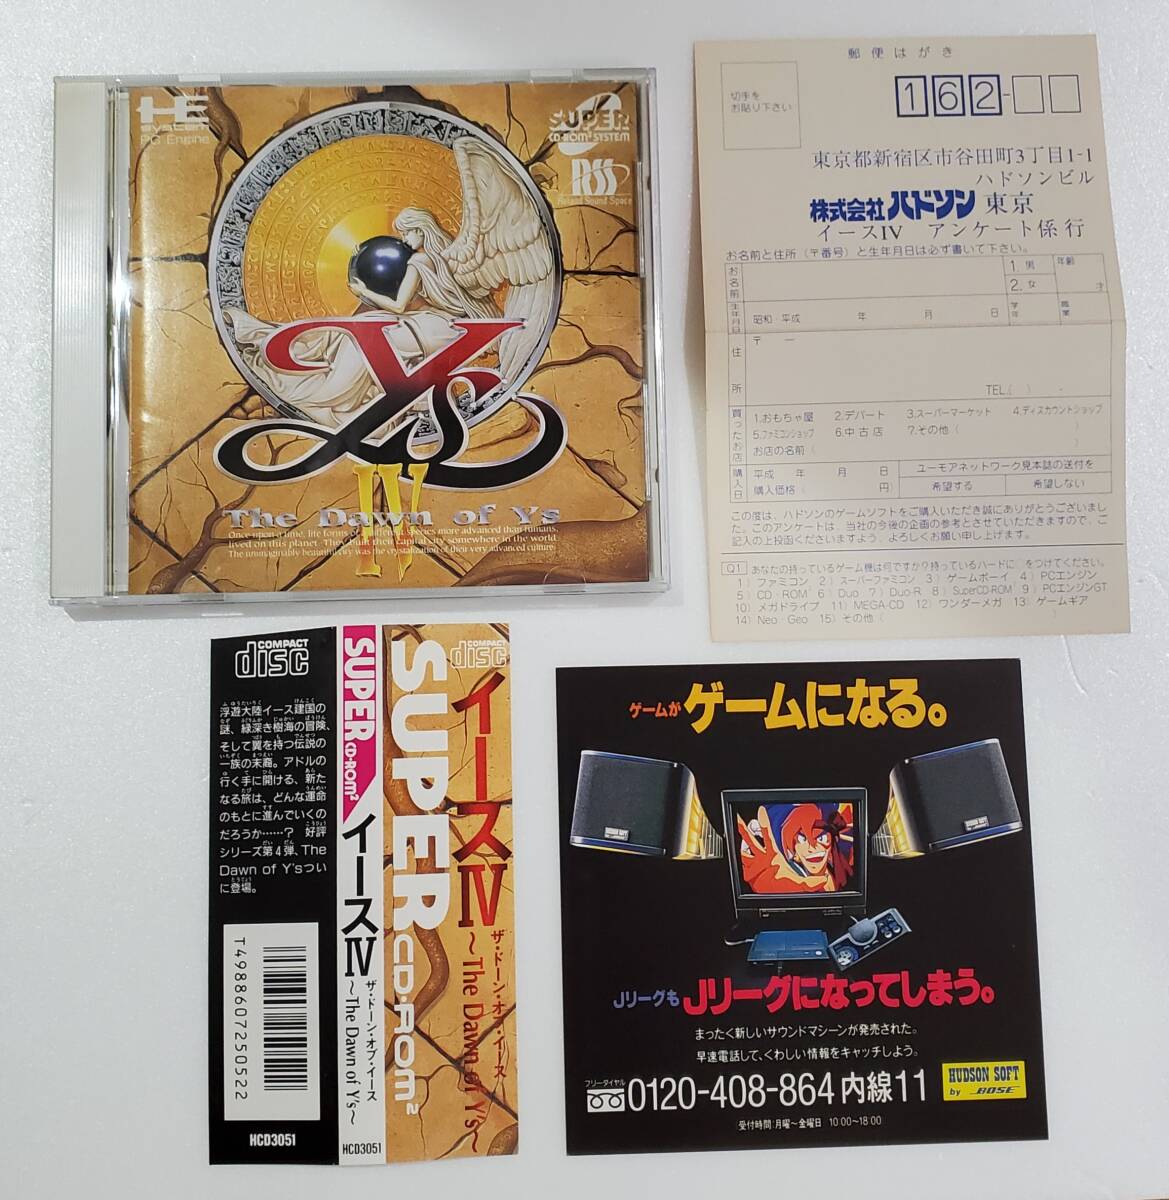 HE
system
PC Engine
SUPER
CD-ROM² SYSTEM
RSS
Roland Sound Space
Ys
IV
The Dawn of Ys
Once upon a time, life forms of a different species more advanced than humans,
lived on this planet. They built their capital city somewhere in the world.
The unimaginably beautiful city was the crystallization of their very advanced culture.
郵便はがき
切手を
お貼り下さい
162-
東京都新宿区市谷田町3丁目1-1
ハドソンビル
株式会社ハドソン 東京
イースIV アンケート係行
お名前と住所(〒番号)と生年月日は必ず書いて下さい。
お名前
1. 男
2. 女
年齢
才
生年月日
昭和・平成 年 月 日
学年
職業
住所
〒 ー
TEL.( ) -
買ったお店
1.おもちゃ屋 2.デパート 3.スーパーマーケット 4.ディスカウントショップ
5.ファミコンショップ 6.中古店 7.その他( )
お店の名前( )
購入日
平成 年 月 日
購入価格( 円)
ユーモアネットワーク見本誌の送付を
希望する
希望しない
この度は、ハドソンのゲームソフトをご購入いただき誠にありがとうございまし
た。このアンケートは、当社の今後の企画の参考とさせていただきますので、ご
記入の上投函くださいますよう、よろしくお願い申し上げます。
Q1 あなたの持っているゲーム機は何ですか?持っているハードに○をつけてください。
1) ファミコン 2) スーパーファミコン 3) ゲームボーイ 4) PCエンジン
5) CD・ROM² 6) Duo 7) Duo-R 8) SuperCD-ROM² 9) PCエンジンGT
10) メガドライブ 11) MEGA-CD 12) ワンダーメガ 13) ゲームギア
14) Neo・Geo 15) その他( )
COMPACT
disc
浮遊大陸イース建国の
謎、緑深き樹海の冒険、
そして翼を持つ伝説の
一族の末裔。アドルの
行く手に開ける、新た
なる旅は、どんな運命
のもとに進んでいくの
だろうか……? 好評
シリーズ第4弾、The
Dawn of Y'sつい
に登場。
T4988607250522
HCD3051
SUPER CD-ROM²
イースIV
ザ・ドーン・オブ・イース
～The Dawn of Y's～
HCD3051
SUPER CD-ROM²
COMPACT
disc
イースIV
ザ・ドーン・オブ・イース
～The Dawn of Y's～
ゲームがゲームになる。
HUDSON SOFT
HUDSON SOFT
JリーグもJリーグになってしまう。
まったく新しいサウンドマシーンが発売された。
早速電話して、くわしい情報をキャッチしよう。
フリーダイヤル
0120-408-864 内線11
受付時間:月曜～金曜日 10:00～18:00
HUDSON SOFT
by BOSE